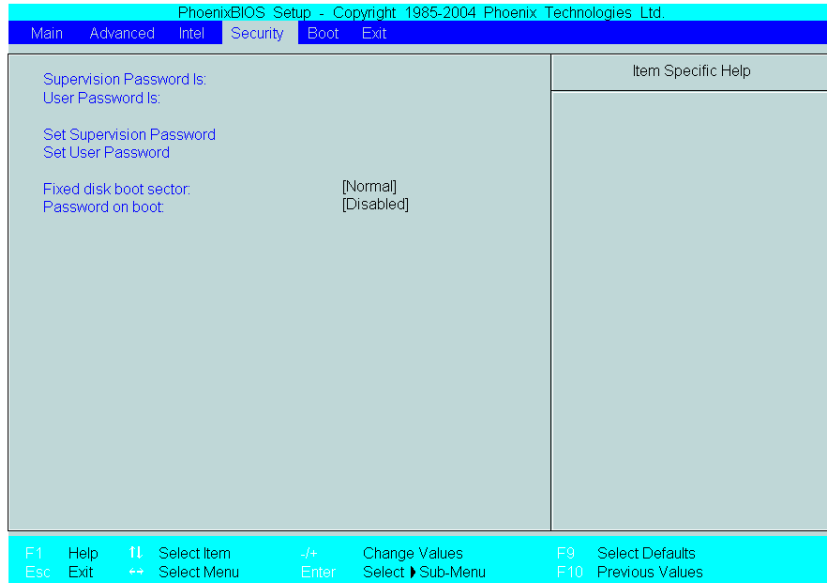 PhoenixBIOS Setup - Copyright 1985-2004 Phoenix Technologies Ltd.
Main Advanced Intel Security Boot Exit
Supervision Password Is:
User Password Is:
Set Supervision Password
Set User Password
Fixed disk boot sector: [Normal]
Password on boot: [Disabled]
Item Specific Help
F1 Help ↑↓ Select Item -/+ Change Values F9 Select Defaults
Esc Exit ↔ Select Menu Enter Select ▶ Sub-Menu F10 Previous Values